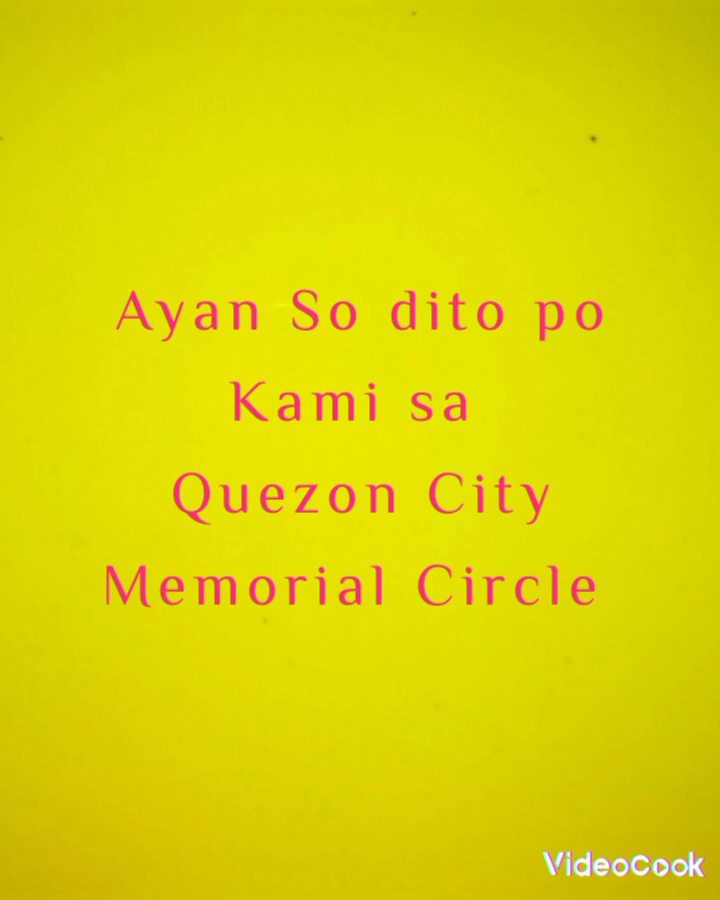 Ayan So dito po
Kami sa
Quezon City
Memorial Circle
VideoCook